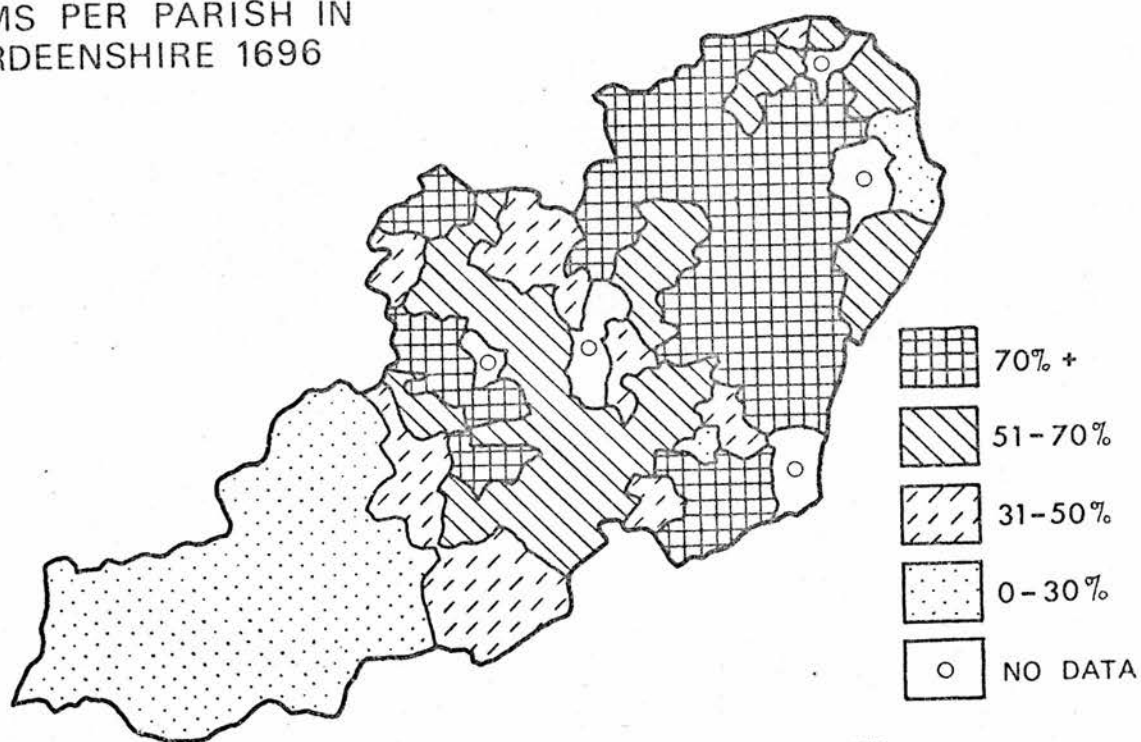 MS PER PARISH IN
RDEENSHIRE 1696
70% +
51-70%
31-50%
0-30%
NO DATA